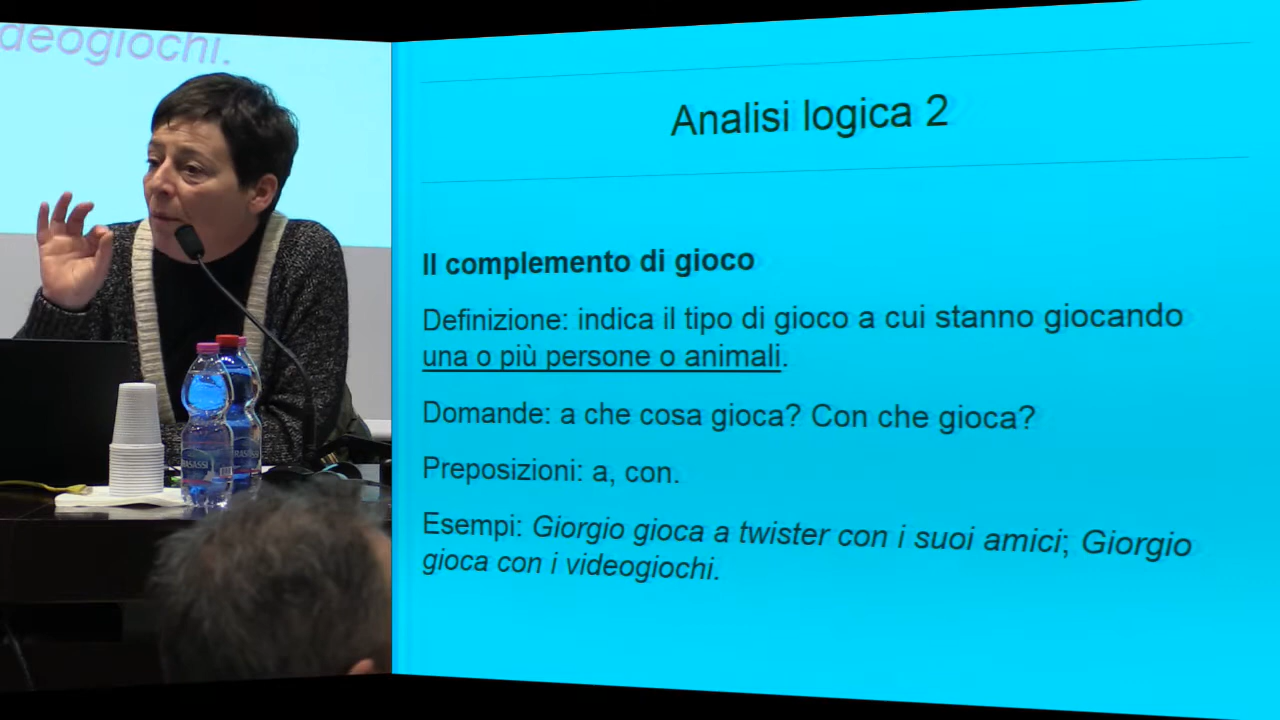 deogiochi.
Analisi logica 2
Il complemento di gioco
Definizione: indica il tipo di gioco a cui stanno giocando
una o più persone o animali.
Domande: a che cosa gioca? Con che gioca?
Preposizioni: a, con.
Esempi: Giorgio gioca a twister con i suoi amici; Giorgio
gioca con i videogiochi.